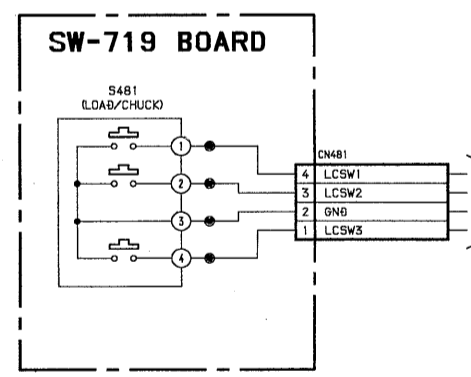 SW-719 BOARD
S481
(LOAD/CHUCK)
1
2
3
4
CN481
4 LCSW1
3 LCSW2
2 GND
1 LCSW3